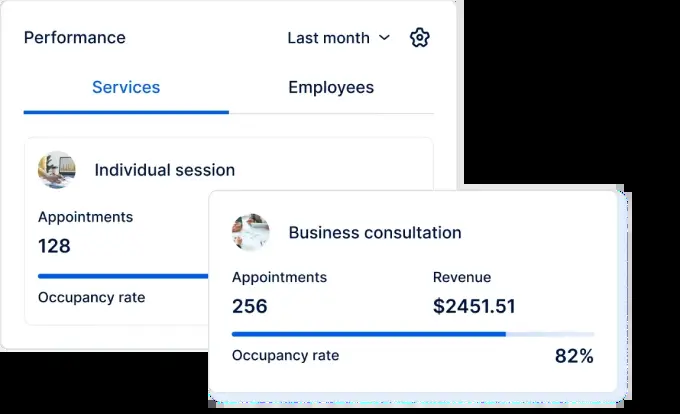 Performance
Last month
Services
Employees
Individual session
Appointments
128
Occupancy rate
Business consultation
Appointments
Revenue
256
$2451.51
Occupancy rate
82%